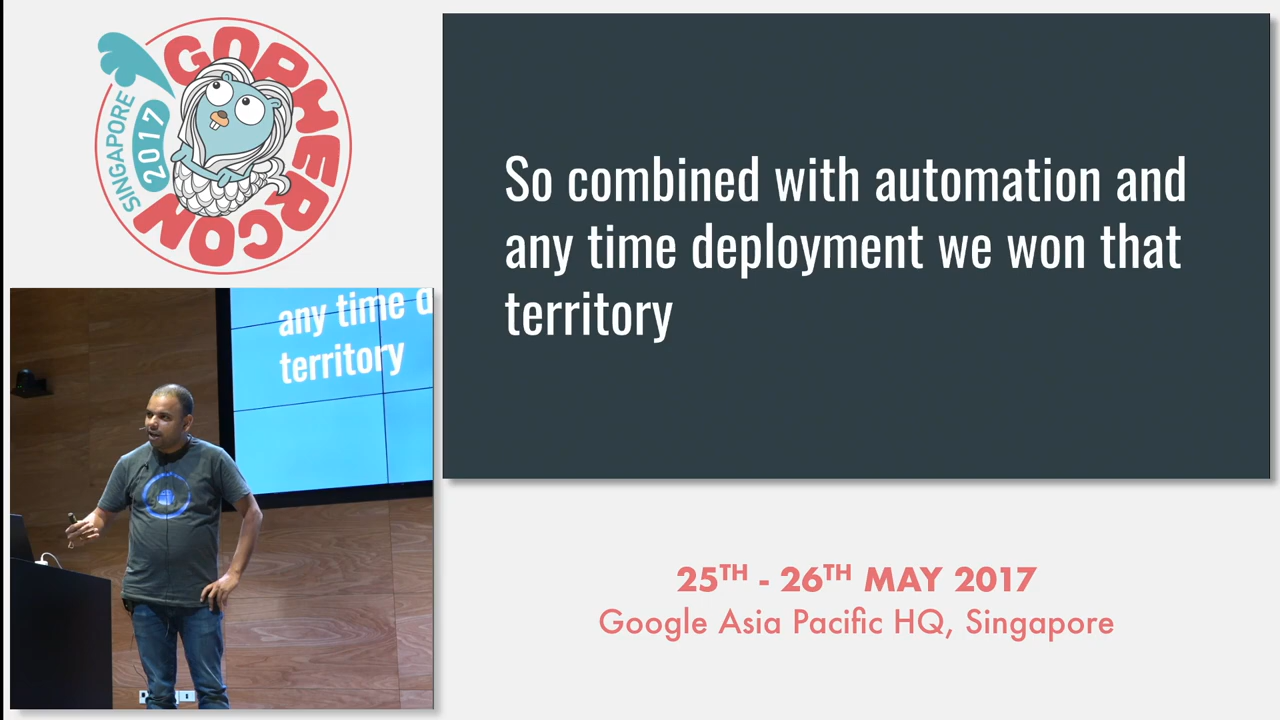 GOPHERCON
SINGAPORE
2017
So combined with automation and
any time deployment we won that
territory
any time d
territory
25TH - 26TH MAY 2017
Google Asia Pacific HQ, Singapore